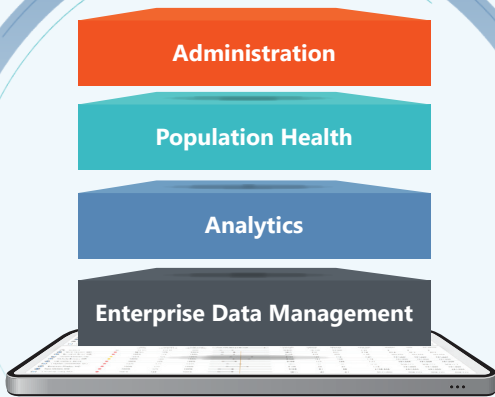 Administration
Population Health
Analytics
Enterprise Data Management